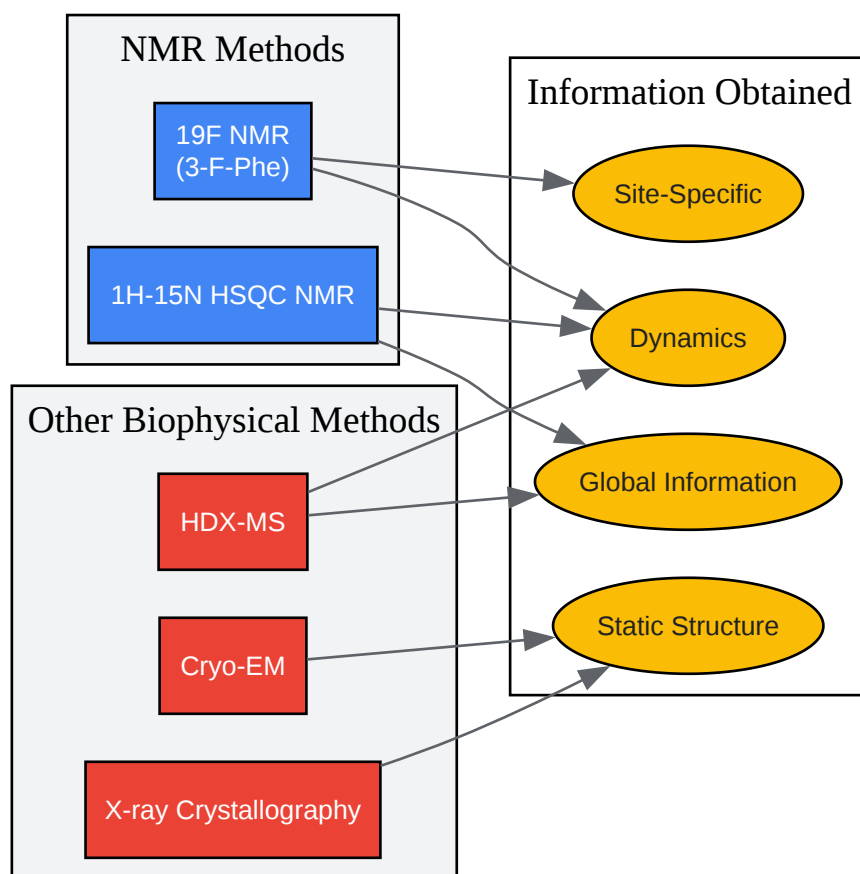 NMR Methods
19F NMR
(3-F-Phe)
1H-15N HSQC NMR
Other Biophysical Methods
HDX-MS
Cryo-EM
X-ray Crystallography
Information Obtained
Site-Specific
Dynamics
Global Information
Static Structure